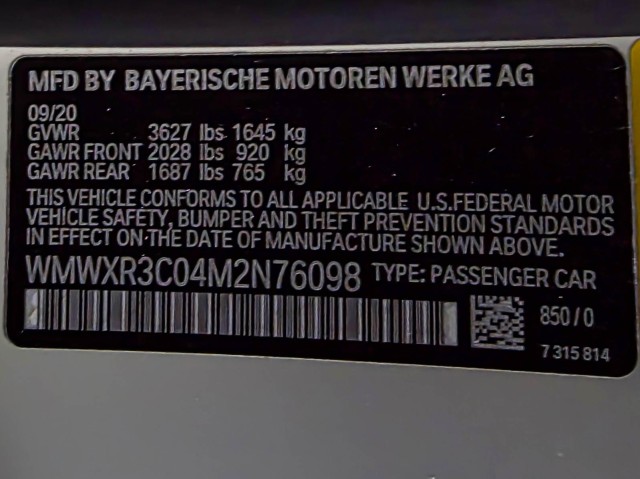 MFD BY BAYERISCHE MOTOREN WERKE AG
09/20
GVWR 3627 lbs 1645 kg
GAWR FRONT 2028 lbs 920 kg
GAWR REAR 1687 lbs 765 kg
THIS VEHICLE CONFORMS TO ALL APPLICABLE U.S.FEDERAL MOTOR
VEHICLE SAFETY, BUMPER AND THEFT PREVENTION STANDARDS
IN EFFECT ON THE DATE OF MANUFACTURE SHOWN ABOVE.
WMWXR3C04M2N76098 TYPE: PASSENGER CAR
850/0
7 315 814